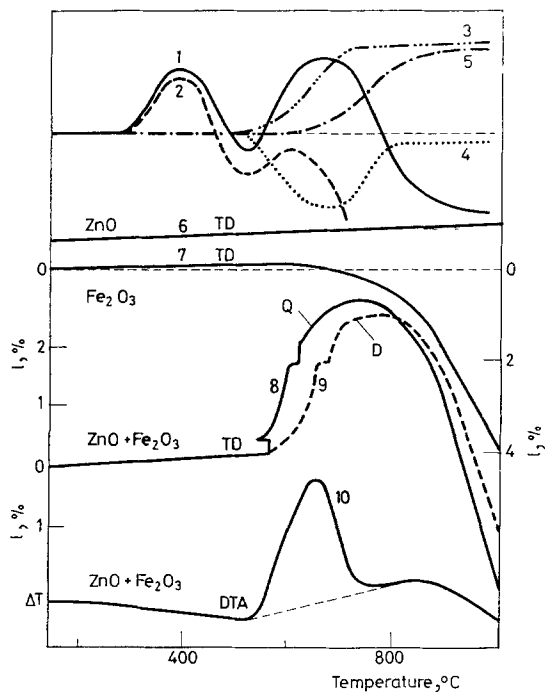 1
2
3
5
4
ZnO 6 TD
7 TD
0 0
Fe₂O₃
Q
D
l, %
2 2
8 9
1
ZnO + Fe₂O₃ TD
0 4
l, %
l, %
10
1
ZnO + Fe₂O₃
ΔT DTA
400 800
Temperature, °C